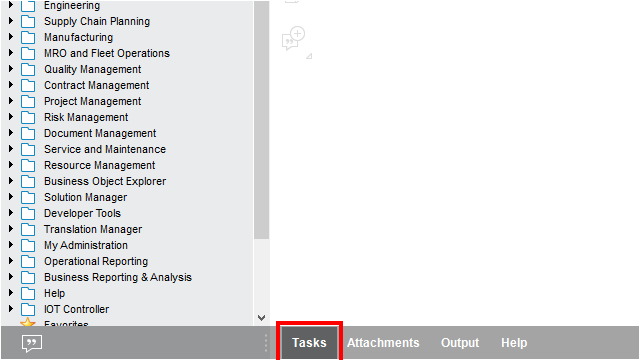 Engineering
Supply Chain Planning
Manufacturing
MRO and Fleet Operations
Quality Management
Contract Management
Project Management
Risk Management
Document Management
Service and Maintenance
Resource Management
Business Object Explorer
Solution Manager
Developer Tools
Translation Manager
My Administration
Operational Reporting
Business Reporting & Analysis
Help
IOT Controller
Favorites
Tasks Attachments Output Help